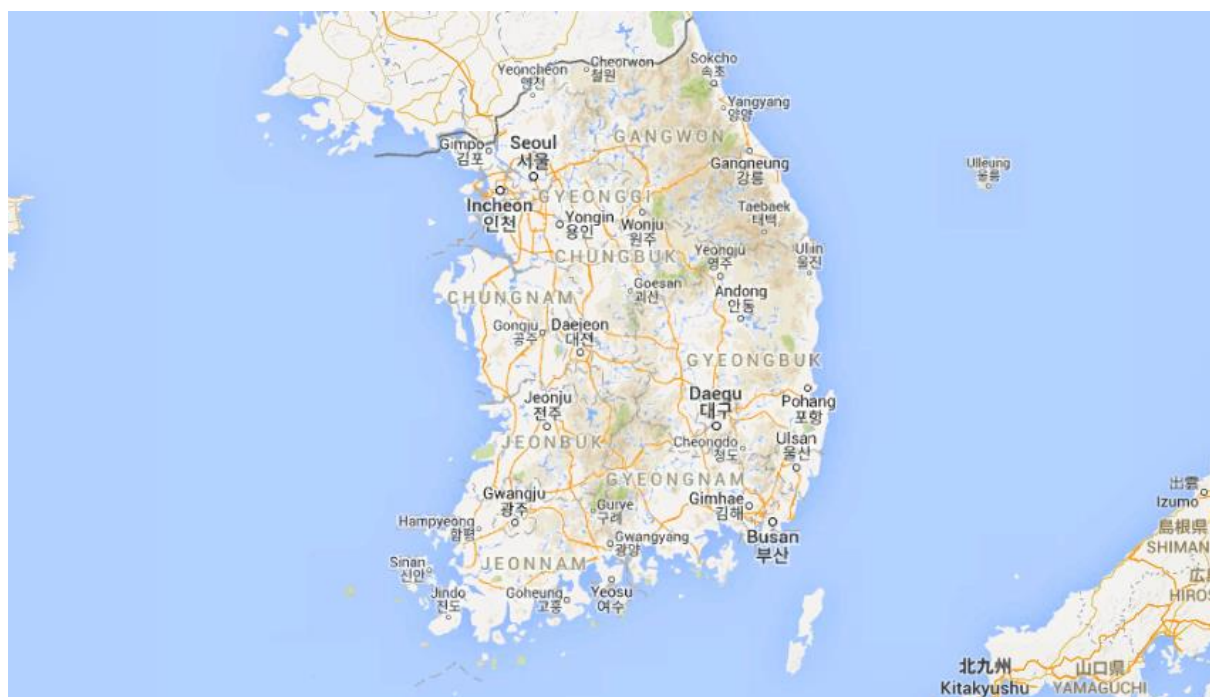 Cheorwon
철원
Sokcho
속초
Yeoncheon
연천
Yangyang
양양
GANGWON
Seoul
서울
Gimpo
김포
Gangneung
강릉
Ulleung
울릉
GYEONGGI
Incheon
인천
Taebaek
태백
Yongin
용인
Wonju
원주
CHUNGBUK
Yeongju
영주
Uljin
울진
Goesan
괴산
Andong
안동
CHUNGNAM
Gongju
공주
Daejeon
대전
GYEONGBUK
Daegu
대구
Pohang
포항
Jeonju
전주
JEONBUK
Cheongdo
청도
Ulsan
울산
GYEONGNAM
Gwangju
광주
Gimhae
김해
Gurye
구례
Hampyeong
함평
Busan
부산
Gwangyang
광양
JEONNAM
Sinan
신안
Jindo
진도
Goheung
고흥
Yeosu
여수
出雲
Izumo
島根県
SHIMAN
広
HIROS
北九州
Kitakyushu
山口県
YAMAGUCHI